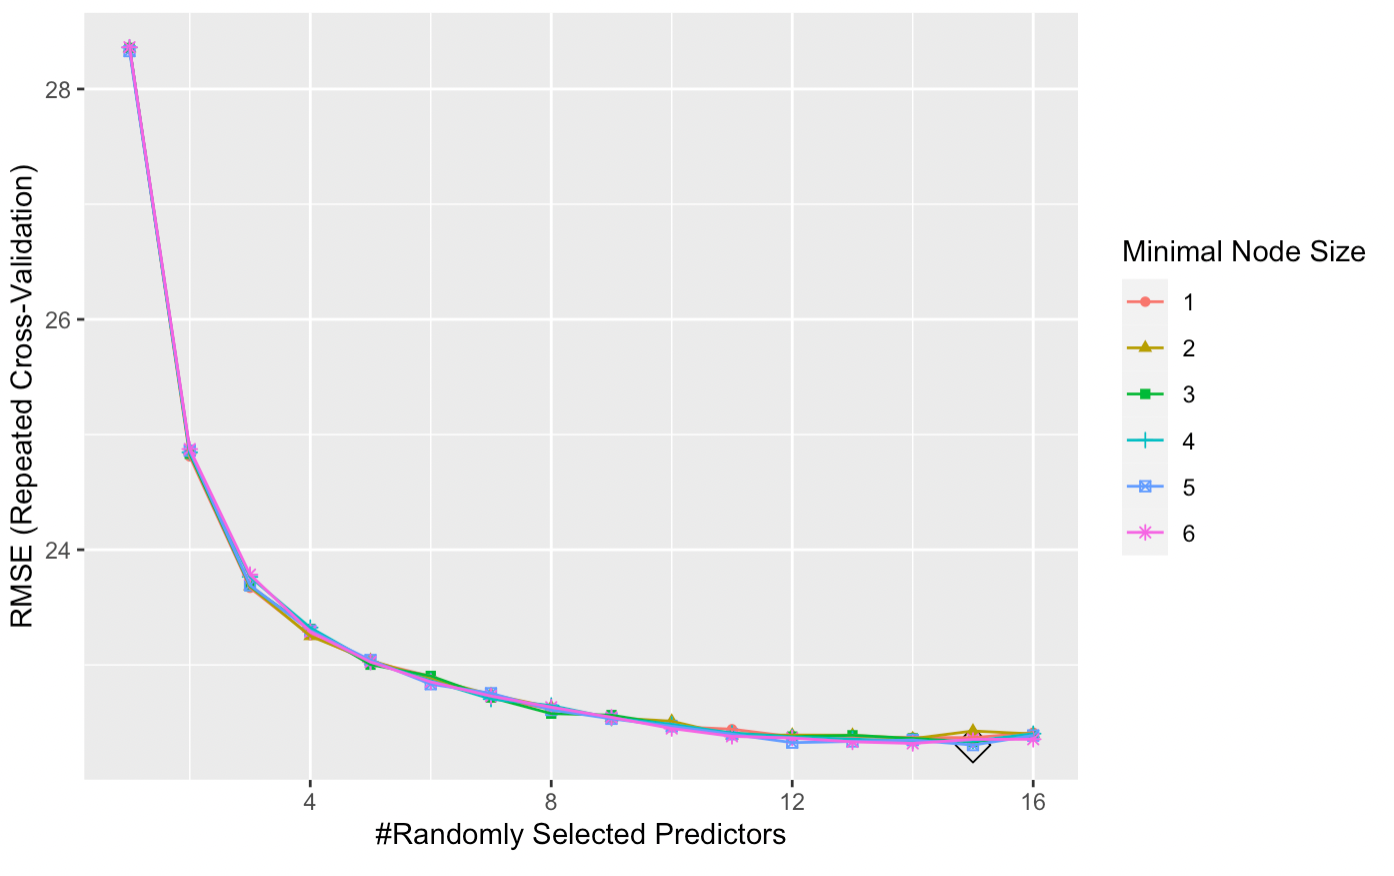 RMSE (Repeated Cross-Validation)
28
26
24
4 8 12 16
#Randomly Selected Predictors
Minimal Node Size
1
2
3
4
5
6